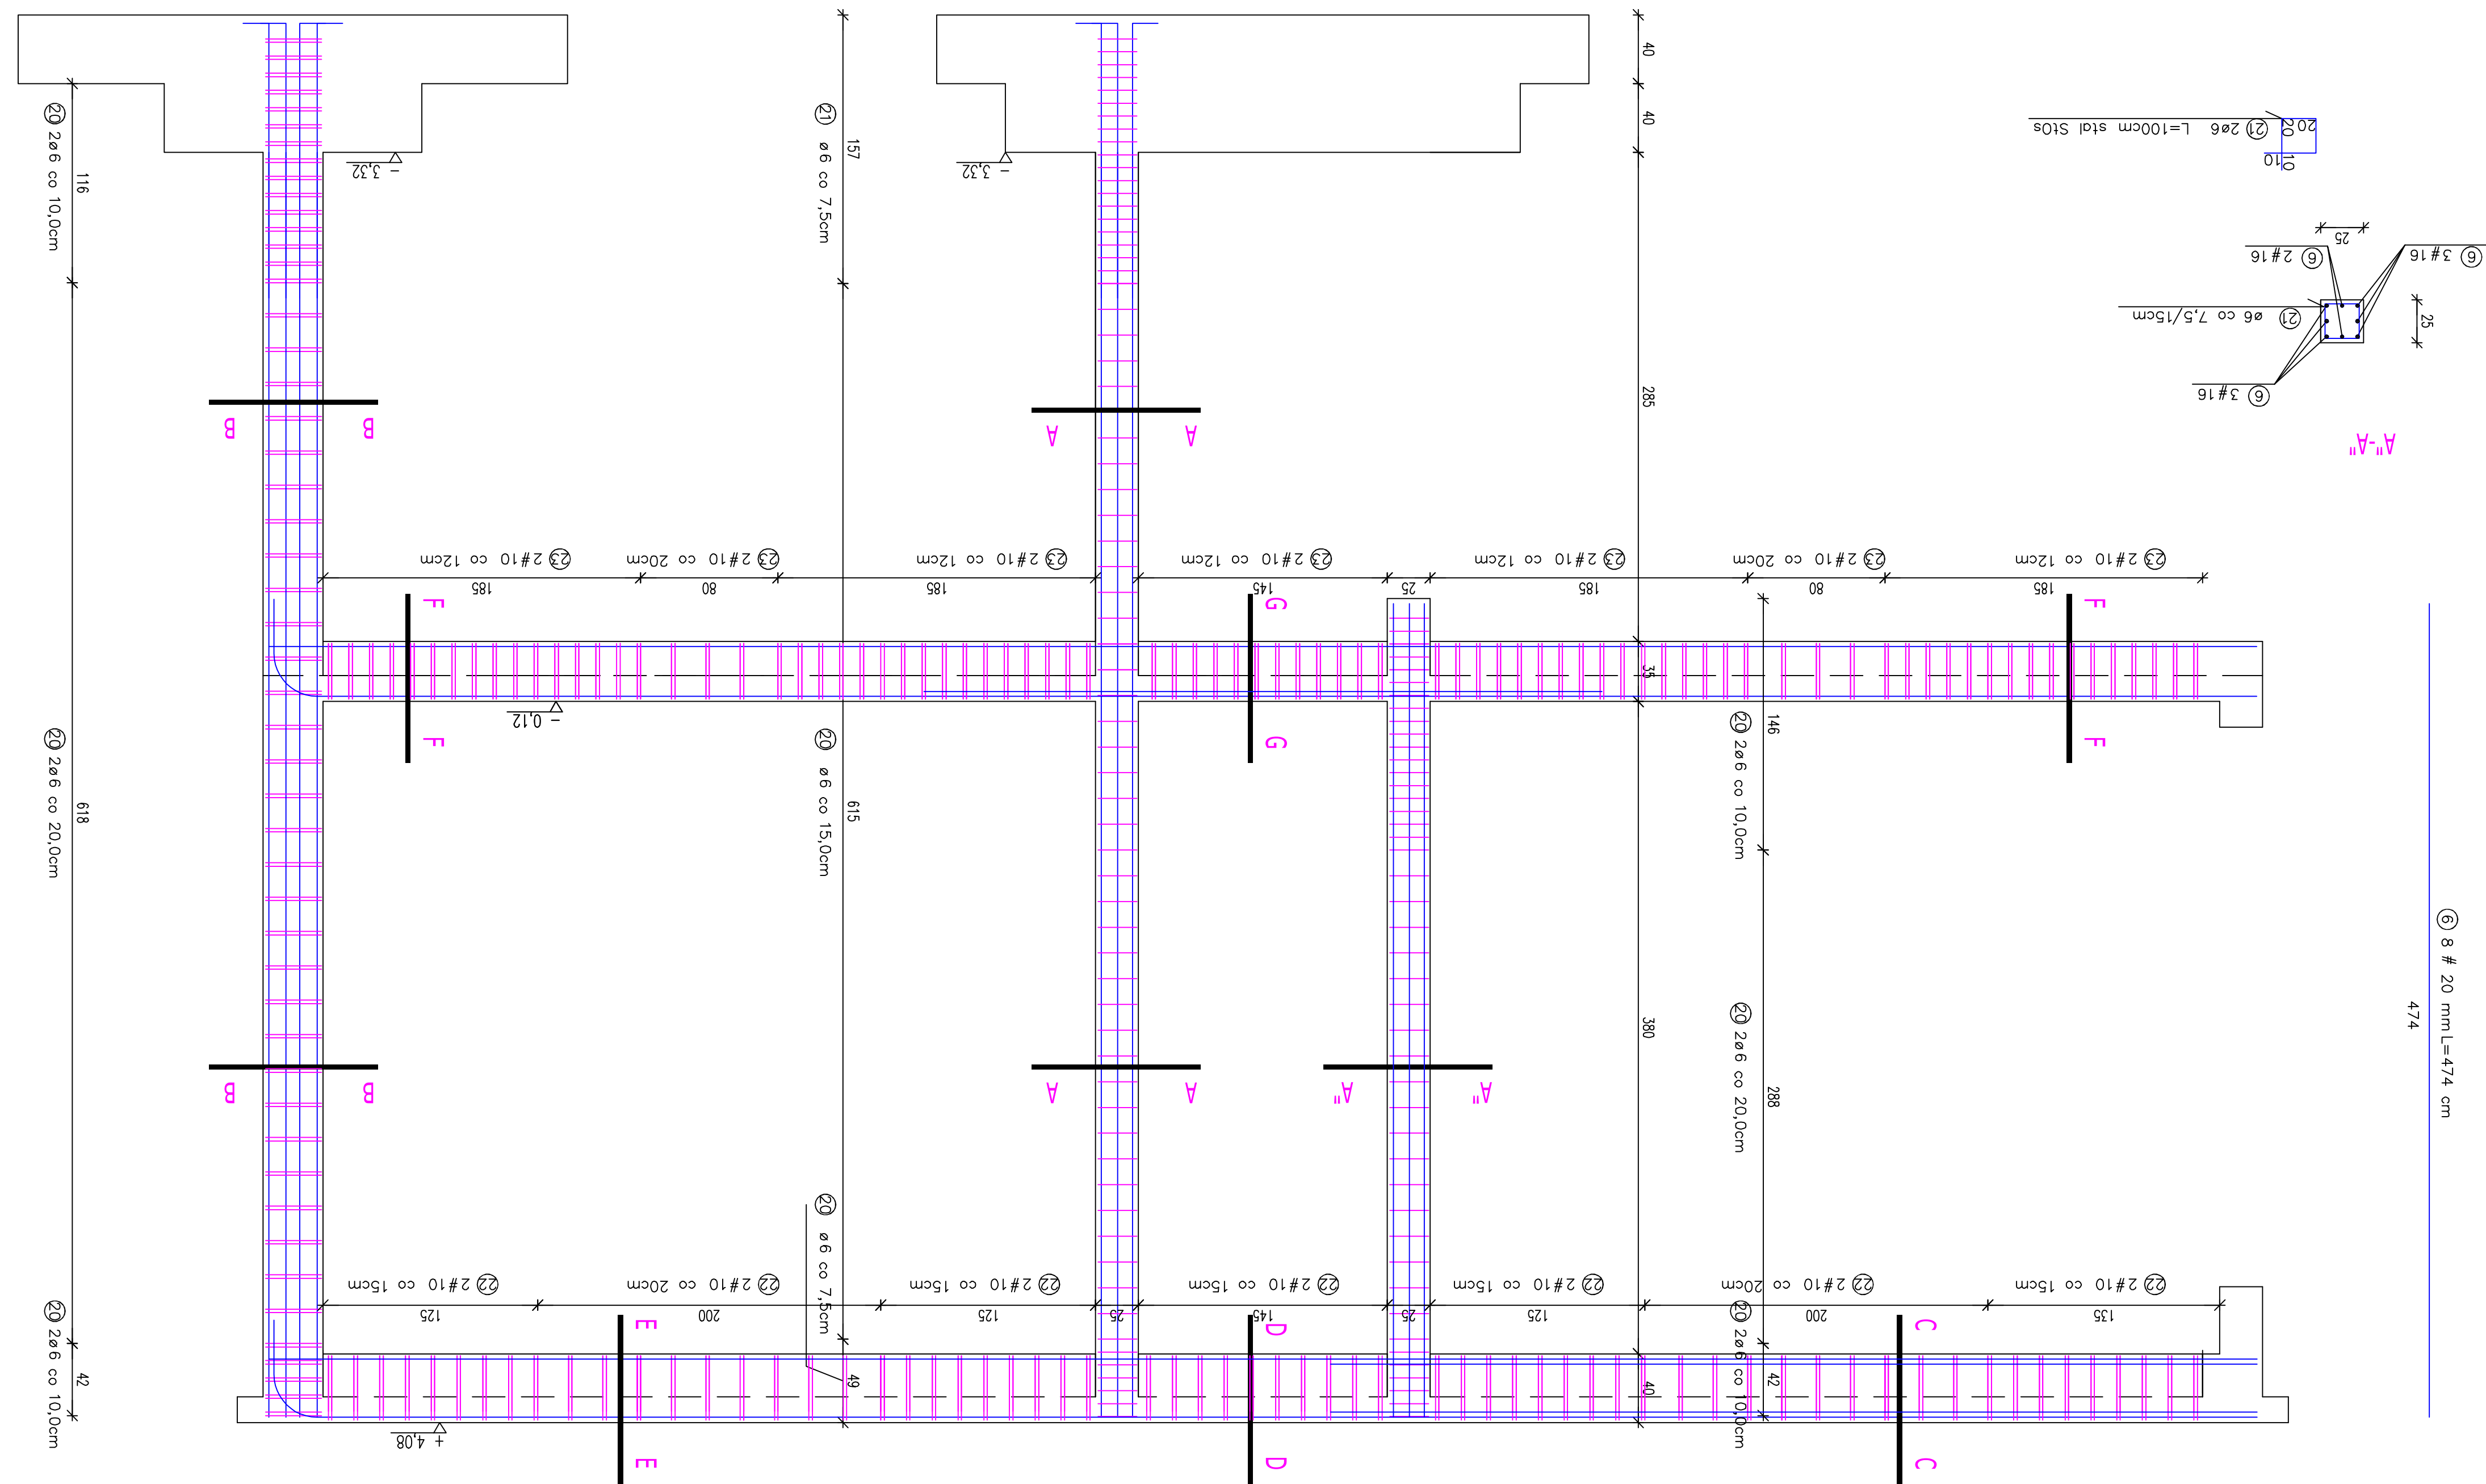 ⑥ 8 # 20 mm L=474 cm
474
+ 4,08
- 0,12
- 3,32
- 3,32
E E
D D
C C
F F
G G
F F
B B
A A
A" A"
B B
A A
135
200
125
25
145
25
125
200
125
㉒ 2#10 co 15cm
㉒ 2#10 co 20cm
㉒ 2#10 co 15cm
㉒ 2#10 co 15cm
㉒ 2#10 co 15cm
㉒ 2#10 co 20cm
㉒ 2#10 co 15cm
185
80
185
25
145
185
80
185
㉓ 2#10 co 12cm
㉓ 2#10 co 20cm
㉓ 2#10 co 12cm
㉓ 2#10 co 12cm
㉓ 2#10 co 12cm
㉓ 2#10 co 20cm
㉓ 2#10 co 12cm
40
40
285
35
380
40
146
288
42
⑳ 2ø6 co 10,0cm
⑳ 2ø6 co 20,0cm
⑳ 2ø6 co 10,0cm
157
615
49
㉑ ø6 co 7,5cm
⑳ ø6 co 15,0cm
⑳ ø6 co 7,5cm
116
618
42
⑳ 2ø6 co 10,0cm
⑳ 2ø6 co 20,0cm
⑳ 2ø6 co 10,0cm
A"-A"
⑥ 3#16
㉑ ø6 co 7,5/15cm
⑥ 2#16
⑥ 3#16
25
25
㉑ 2ø6 L=100cm stal StOs
20
20
10
10